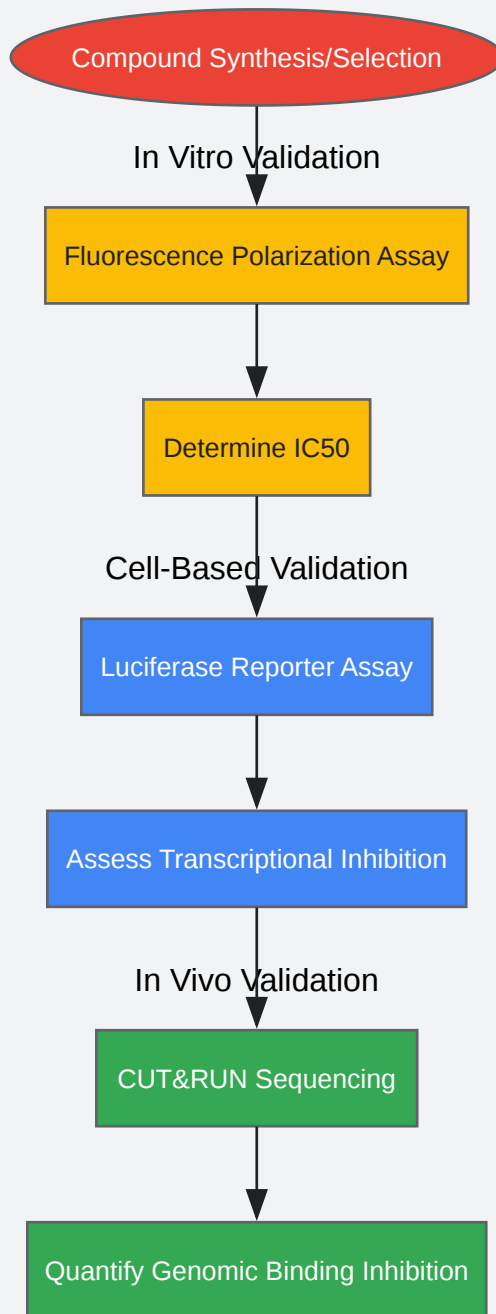 Compound Synthesis/Selection
In Vitro Validation
Fluorescence Polarization Assay
Determine IC50
Cell-Based Validation
Luciferase Reporter Assay
Assess Transcriptional Inhibition
In Vivo Validation
CUT&RUN Sequencing
Quantify Genomic Binding Inhibition